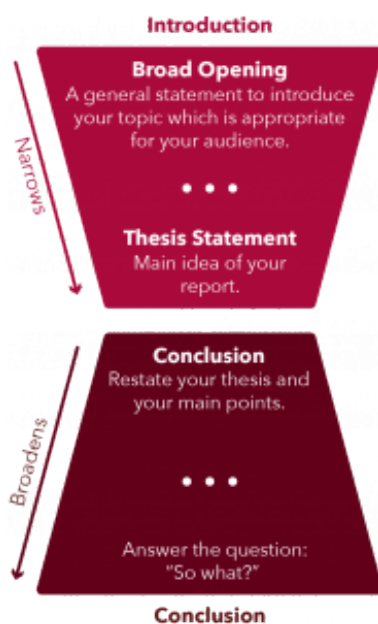 Introduction
Broad Opening
A general statement to introduce
your topic which is appropriate
for your audience.
• • •
Thesis Statement
Main idea of your
report.
Narrows
Conclusion
Restate your thesis and
your main points.
• • •
Answer the question:
"So what?"
Broadens
Conclusion